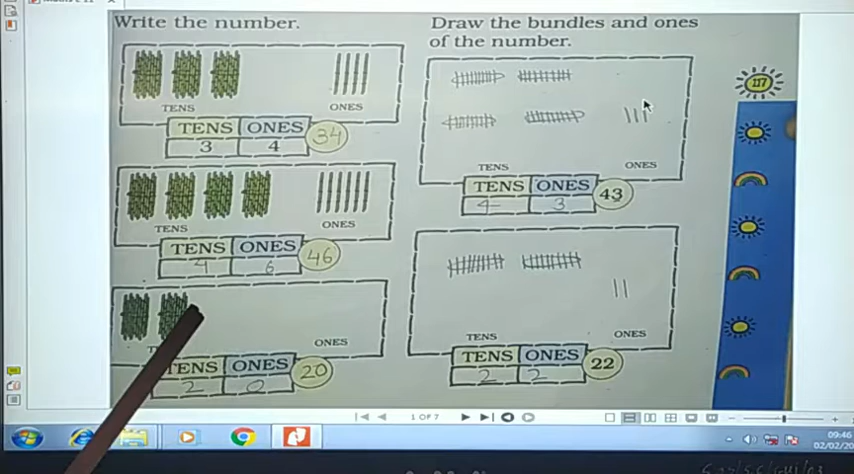 Write the number.
TENS ONES
TENS ONES 34
3 4
TENS ONES
TENS ONES 46
4 6
ONES
TENS ONES 20
2 0
Draw the bundles and ones
of the number.
TENS ONES
TENS ONES 43
4 3
TENS ONES
TENS ONES 22
2 2
117
1 OF 7
09:46